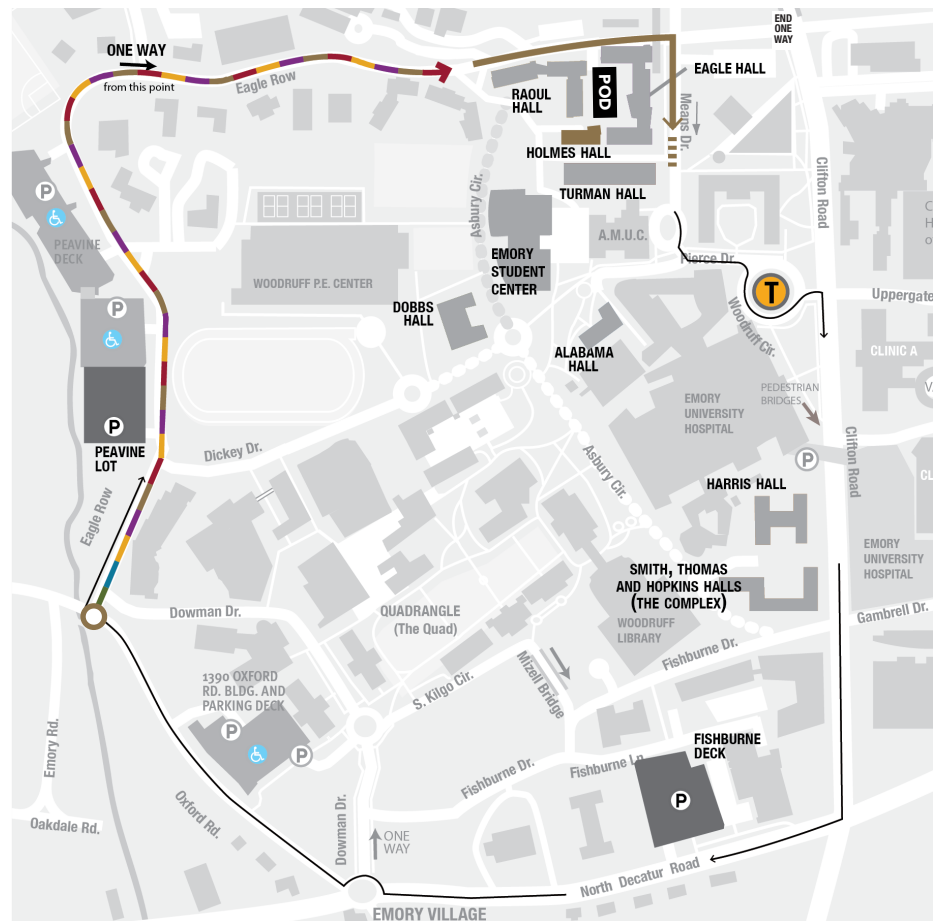 END
ONE
WAY
ONE WAY
from this point
Eagle Row
RAOUL
HALL
POD
EAGLE HALL
Means Dr.
HOLMES HALL
TURMAN HALL
Clifton Road
P
PEAVINE
DECK
Asbury Cir.
A.M.U.C.
EMORY
STUDENT
CENTER
Pierce Dr.
T
WOODRUFF P.E. CENTER
Uppergate
P
DOBBS
HALL
Woodruff Cir.
ALABAMA
HALL
CLINIC A
PEDESTRIAN
BRIDGES
EMORY
UNIVERSITY
HOSPITAL
P
PEAVINE
LOT
Dickey Dr.
Asbury Cir.
P
Clifton Road
HARRIS HALL
Eagle Row
EMORY
UNIVERSITY
HOSPITAL
SMITH, THOMAS
AND HOPKINS HALLS
(THE COMPLEX)
Dowman Dr.
QUADRANGLE
(The Quad)
WOODRUFF
LIBRARY
Gambrell Dr.
Fishburne Dr.
Mizell Bridge
1390 OXFORD
RD. BLDG. AND
PARKING DECK
S. Kilgo Cir.
P
P
Emory Rd.
FISHBURNE
DECK
Fishburne Dr.
Fishburne Ln
P
Oxford Rd.
Dowman Dr.
ONE
WAY
Oakdale Rd.
North Decatur Road
EMORY VILLAGE